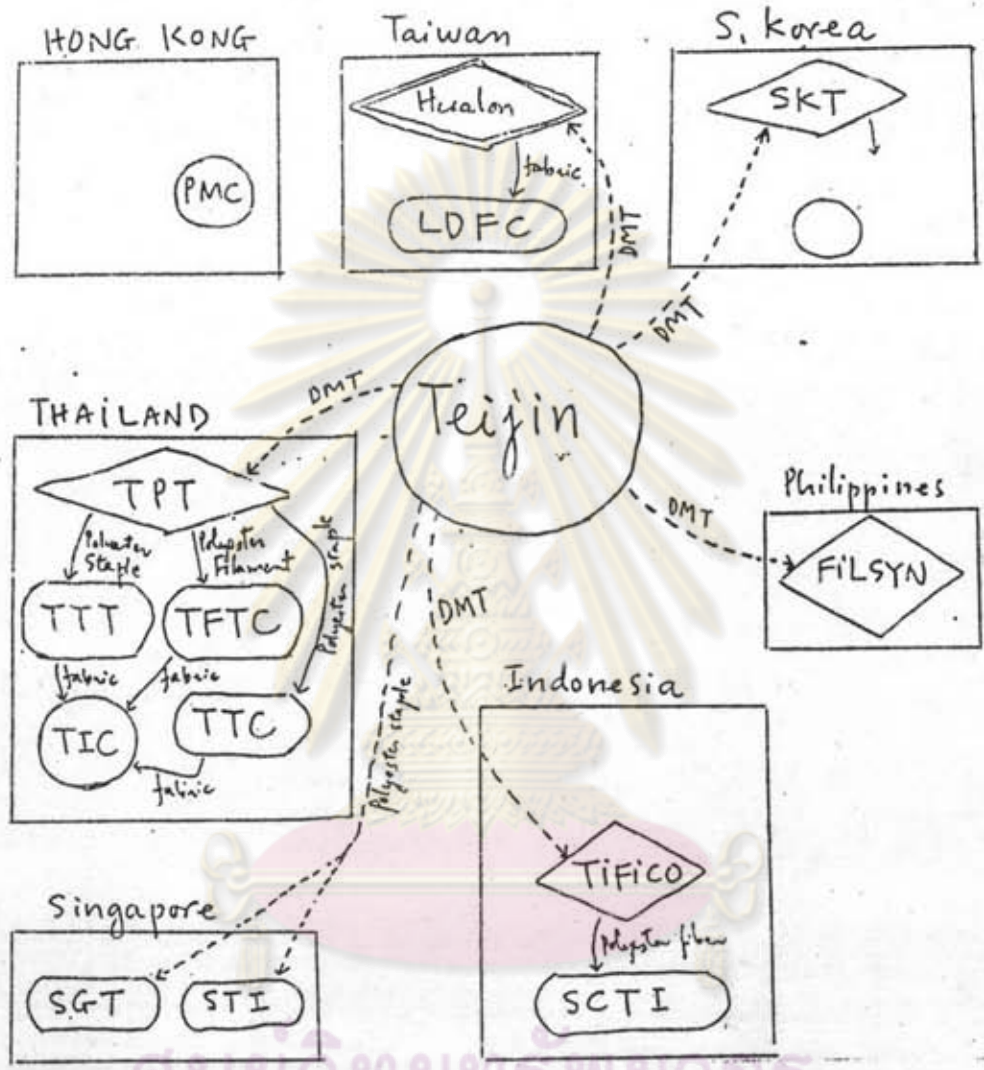 HONG KONG
PMC
Taiwan
Hualon
fabric
LDFC
S. Korea
SKT
DMT
DMT
Teijin
DMT
THAILAND
TPT
Polyester
Staple
Polyester
Filament
Polyester staple
TTT
TFTC
fabric
fabric
TIC
TTC
fabric
DMT
Philippines
FILSYN
DMT
Polyester staple
Indonesia
TIFICO
Polyester fiber
SCTI
Singapore
SGT
STI